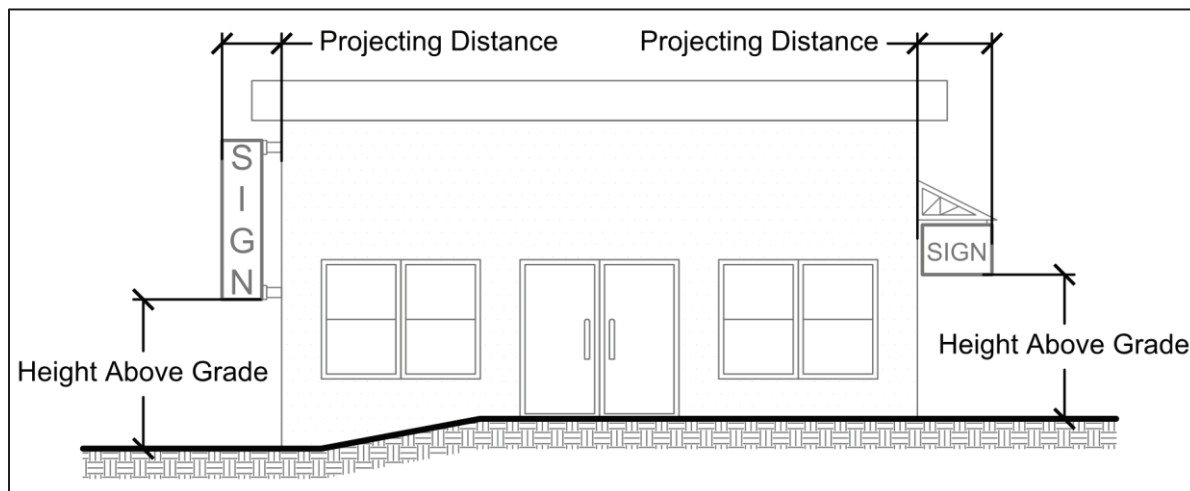 Projecting Distance
Projecting Distance
S
I
G
N
SIGN
Height Above Grade
Height Above Grade